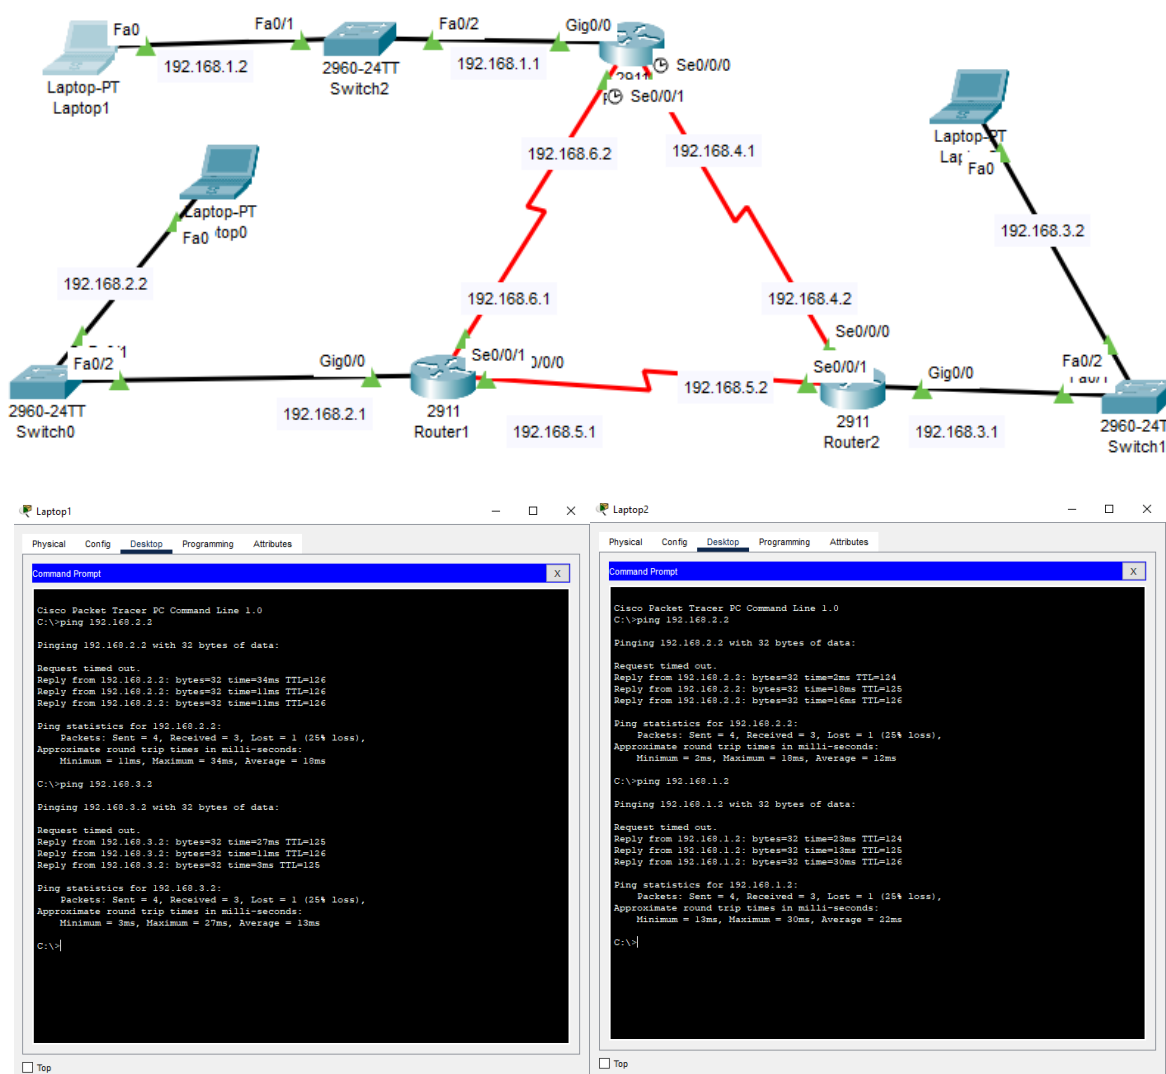 Fa0
Fa0/1
Fa0/2
Gig0/0
192.168.1.2
192.168.1.1
2960-24TT
Switch2
Laptop-PT
Laptop1
2911
Se0/0/0
Se0/0/1
192.168.6.2
192.168.4.1
Laptop-PT
Fa0
192.168.3.2
Laptop-PT
Fa0
192.168.2.2
192.168.6.1
192.168.4.2
Se0/0/0
Fa0/2
Gig0/0
Se0/0/1
192.168.5.2
Se0/0/1
Gig0/0
Fa0/2
2960-24TT
Switch0
192.168.2.1
2911
Router1
192.168.5.1
2911
Router2
192.168.3.1
2960-24T
Switch1
Laptop1
Physical Config Desktop Programming Attributes
Command Prompt
X
Cisco Packet Tracer PC Command Line 1.0
C:\>ping 192.168.2.2
Pinging 192.168.2.2 with 32 bytes of data:
Request timed out.
Reply from 192.168.2.2: bytes=32 time=34ms TTL=126
Reply from 192.168.2.2: bytes=32 time=11ms TTL=126
Reply from 192.168.2.2: bytes=32 time=11ms TTL=126
Ping statistics for 192.168.2.2:
Packets: Sent = 4, Received = 3, Lost = 1 (25% loss),
Approximate round trip times in milli-seconds:
Minimum = 11ms, Maximum = 34ms, Average = 18ms
C:\>ping 192.168.3.2
Pinging 192.168.3.2 with 32 bytes of data:
Request timed out.
Reply from 192.168.3.2: bytes=32 time=27ms TTL=125
Reply from 192.168.3.2: bytes=32 time=11ms TTL=126
Reply from 192.168.3.2: bytes=32 time=3ms TTL=125
Ping statistics for 192.168.3.2:
Packets: Sent = 4, Received = 3, Lost = 1 (25% loss),
Approximate round trip times in milli-seconds:
Minimum = 3ms, Maximum = 27ms, Average = 13ms
C:\>
Top
Laptop2
Physical Config Desktop Programming Attributes
Command Prompt
X
Cisco Packet Tracer PC Command Line 1.0
C:\>ping 192.168.2.2
Pinging 192.168.2.2 with 32 bytes of data:
Request timed out.
Reply from 192.168.2.2: bytes=32 time=2ms TTL=124
Reply from 192.168.2.2: bytes=32 time=18ms TTL=125
Reply from 192.168.2.2: bytes=32 time=16ms TTL=126
Ping statistics for 192.168.2.2:
Packets: Sent = 4, Received = 3, Lost = 1 (25% loss),
Approximate round trip times in milli-seconds:
Minimum = 2ms, Maximum = 18ms, Average = 12ms
C:\>ping 192.168.1.2
Pinging 192.168.1.2 with 32 bytes of data:
Request timed out.
Reply from 192.168.1.2: bytes=32 time=23ms TTL=124
Reply from 192.168.1.2: bytes=32 time=13ms TTL=125
Reply from 192.168.1.2: bytes=32 time=30ms TTL=126
Ping statistics for 192.168.1.2:
Packets: Sent = 4, Received = 3, Lost = 1 (25% loss),
Approximate round trip times in milli-seconds:
Minimum = 13ms, Maximum = 30ms, Average = 22ms
C:\>
Top